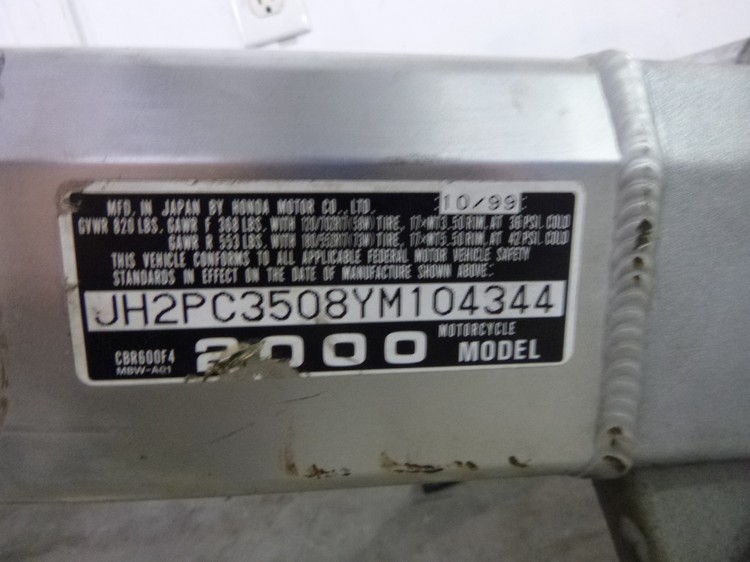 MFD. IN JAPAN BY HONDA MOTOR CO., LTD. 10/99
GVWR 820 LBS. GAWR F 368 LBS. WITH 120/70ZR17(58W) TIRE, 17×MT3.50 RIM, AT 36 PSI. COLD
GAWR R 553 LBS. WITH 180/55ZR17(73W) TIRE, 17×MT5.50 RIM, AT 42 PSI. COLD
THIS VEHICLE CONFORMS TO ALL APPLICABLE FEDERAL MOTOR VEHICLE SAFETY
STANDARDS IN EFFECT ON THE DATE OF MANUFACTURE SHOWN ABOVE.
JH2PC3508YM104344
CBR600F4 2000 MOTORCYCLE
MBW-A01 MODEL